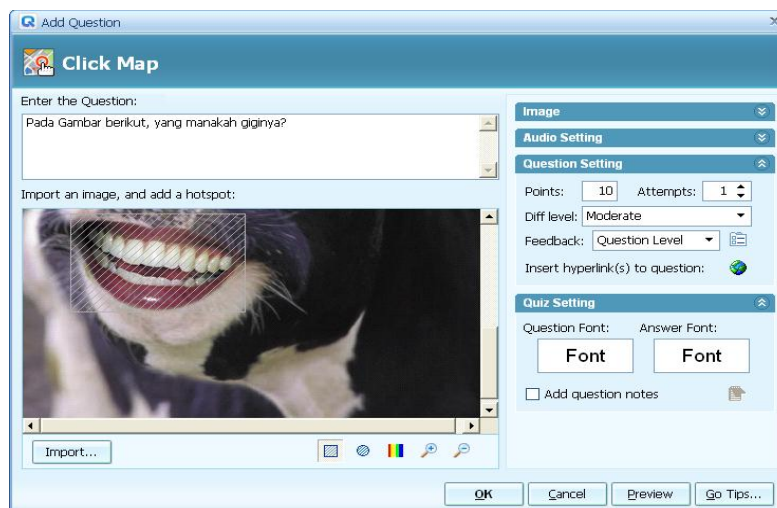 Add Question
Click Map
Enter the Question:
Pada Gambar berikut, yang manakah giginya?
Import an image, and add a hotspot:
Import...
Image
Audio Setting
Question Setting
Points: 10 Attempts: 1
Diff level: Moderate
Feedback: Question Level
Insert hyperlink(s) to question:
Quiz Setting
Question Font: Answer Font:
Font Font
Add question notes
OK Cancel Preview Go Tips...